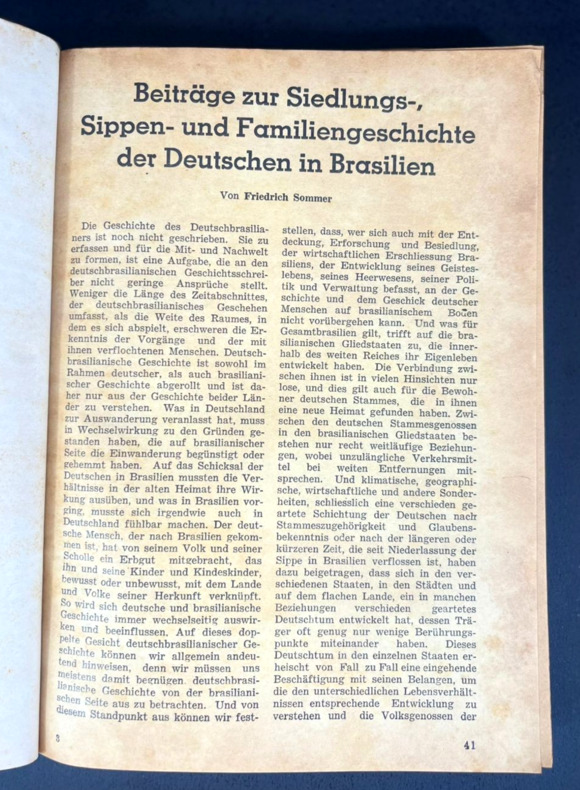 Beiträge zur Siedlungs-,
Sippen- und Familiengeschichte
der Deutschen in Brasilien
Von Friedrich Sommer
Die Geschichte des Deutschbrasilia-
ners ist noch nicht geschrieben. Sie zu
erfassen und für die Mit- und Nachwelt
zu formen, ist eine Aufgabe, die an den
deutschbrasilianischen Geschichtsschrei-
ber nicht geringe Ansprüche stellt.
Weniger die Länge des Zeitabschnittes,
der deutschbrasilianisches Geschehen
umfasst, als die Weite des Raumes, in
dem es sich abspielt, erschweren die Er-
kenntnis der Vorgänge und der mit
ihnen verflochtenen Menschen. Deutsch-
brasilianische Geschichte ist sowohl im
Rahmen deutscher, als auch brasiliani-
scher Geschichte abgerollt und ist da-
her nur aus der Geschichte beider Län-
der zu verstehen. Was in Deutschland
zur Auswanderung veranlasst hat, muss
in Wechselwirkung zu den Gründen ge-
standen haben, die auf brasilianischer
Seite die Einwanderung begünstigt oder
gehemmt haben. Auf das Schicksal der
Deutschen in Brasilien mussten die Ver-
hältnisse in der alten Heimat ihre Wir-
kung ausüben, und was in Brasilien vor-
ging, musste sich irgendwie auch in
Deutschland fühlbar machen. Der deut-
sche Mensch, der nach Brasilien gekom-
men ist, hat von seinem Volk und seiner
Scholle ein Erbgut mitgebracht, das
ihn und seine Kinder und Kindeskinder,
bewusst oder unbewusst, mit dem Lande
und Volke seiner Herkunft verknüpft.
So wird sich deutsche und brasilianische
Geschichte immer wechselseitig auswir-
ken und beeinflussen. Auf dieses dop-
pelte Gesicht deutschbrasilianischer Ge-
schichte können wir allgemein andeu-
tend hinweisen, denn wir müssen uns
meistens damit begnügen, deutschbrasi-
lianische Geschichte von der brasiliani-
schen Seite aus zu betrachten. Und von
diesem Standpunkt aus können wir fest-
stellen, dass, wer sich auch mit der Ent-
deckung, Erforschung und Besiedlung,
der wirtschaftlichen Erschliessung Bra-
siliens, der Entwicklung seines Geistes-
lebens, seines Heerwesens, seiner Poli-
tik und Verwaltung befasst, an der Ge-
schichte und dem Geschick deutscher
Menschen auf brasilianischem Boden
nicht vorübergehen kann. Und was für
Gesamtbrasilien gilt, trifft auf die bra-
silianischen Gliedstaaten zu, die inner-
halb des weiten Reiches ihr Eigenleben
entwickelt haben. Die Verbindung zwi-
schen ihnen ist in vielen Hinsichten nur
lose, und dies gilt auch für die Bewoh-
ner deutschen Stammes, die in ihnen
eine neue Heimat gefunden haben. Zwi-
schen den deutschen Stammesgenossen
in den brasilianischen Gliedstaaten be-
stehen nur recht weitläufige Beziehun-
gen, wobei unzulängliche Verkehrsmit-
tel bei weiten Entfernungen mit-
sprechen. Und klimatische, geographi-
sche, wirtschaftliche und andere Sonder-
heiten, schliesslich eine verschieden ge-
artete Schichtung der Deutschen nach
Stammeszugehörigkeit und Glaubens-
bekenntnis oder nach der längeren oder
kürzeren Zeit, die seit Niederlassung der
Sippe in Brasilien verflossen ist, haben
dazu beigetragen, dass sich in den ver-
schiedenen Staaten, in den Städten und
auf dem flachen Lande, ein in manchen
Beziehungen verschieden geartetes
Deutschtum entwickelt hat, dessen Trä-
ger oft genug nur wenige Berührungs-
punkte miteinander haben. Dieses
Deutschtum in den einzelnen Staaten er-
heischt von Fall zu Fall eine eingehende
Beschäftigung mit seinen Belangen, um
die den unterschiedlichen Lebensverhält-
nissen entsprechende Entwicklung zu
verstehen und die Volksgenossen der
3
41